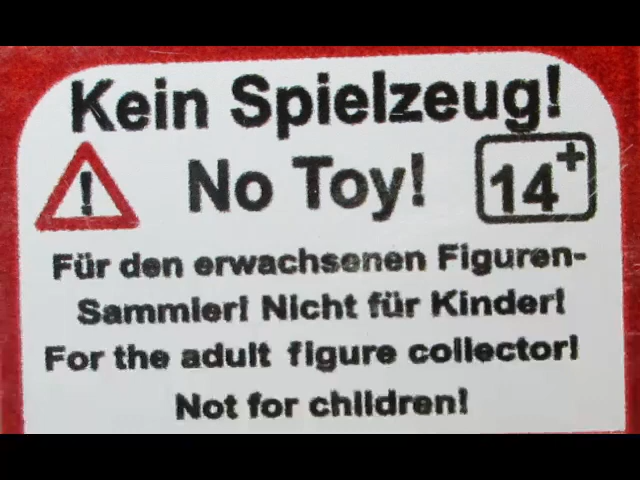 Kein Spielzeug!
! No Toy! 14+
Für den erwachsenen Figuren-
Sammler! Nicht für Kinder!
For the adult figure collector!
Not for children!